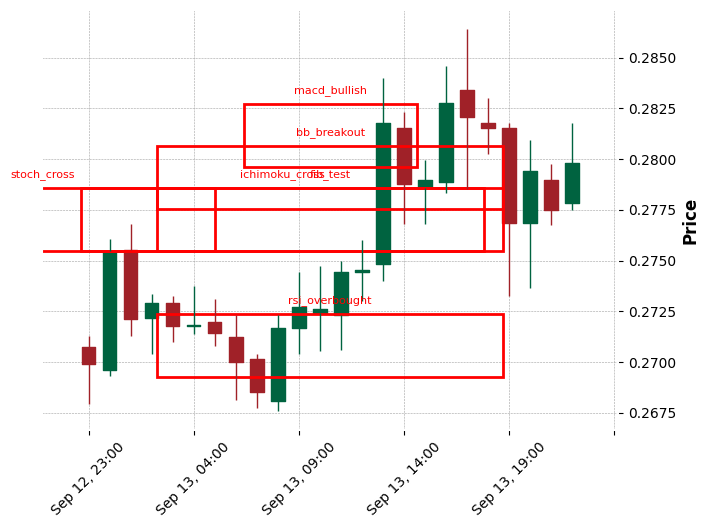 macd_bullish
bb_breakout
stoch_cross
ichimoku_cross
fib_test
rsi_overbought
0.2850
0.2825
0.2800
0.2775
0.2750
0.2725
0.2700
0.2675
Price
Sep 12, 23:00
Sep 13, 04:00
Sep 13, 09:00
Sep 13, 14:00
Sep 13, 19:00